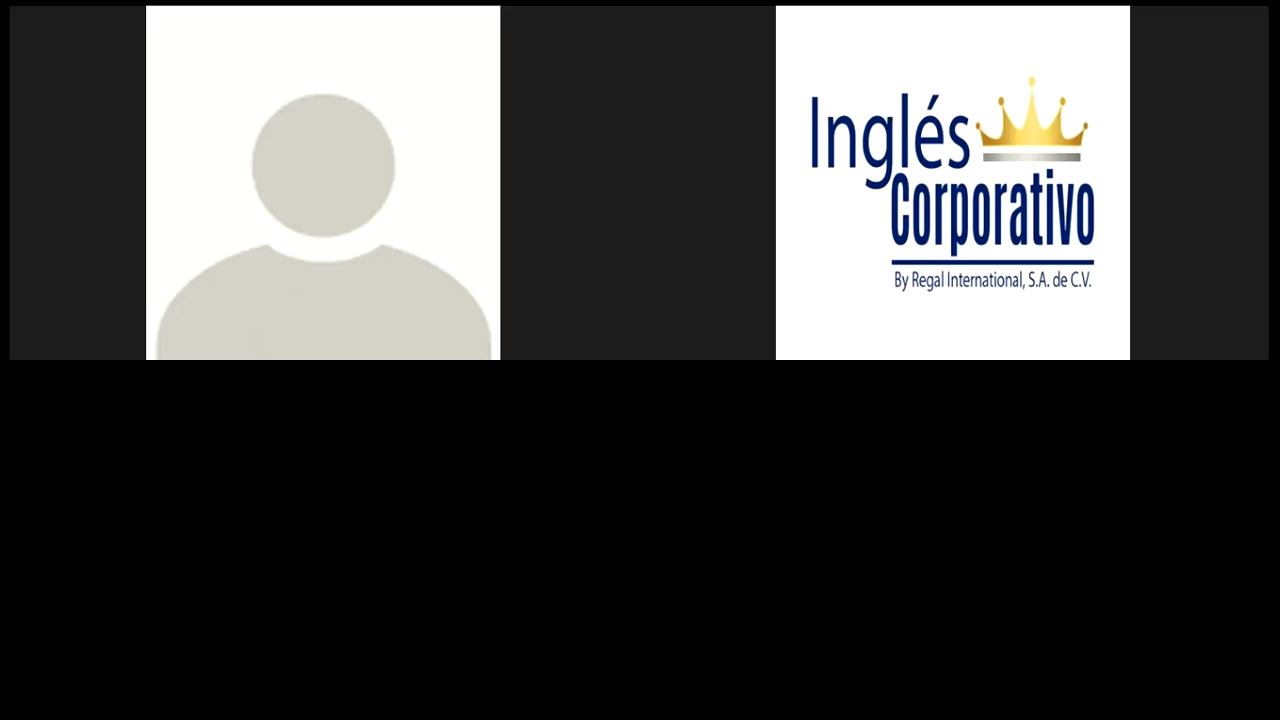 Inglés
Corporativo
By Regal International, S.A. de C.V.